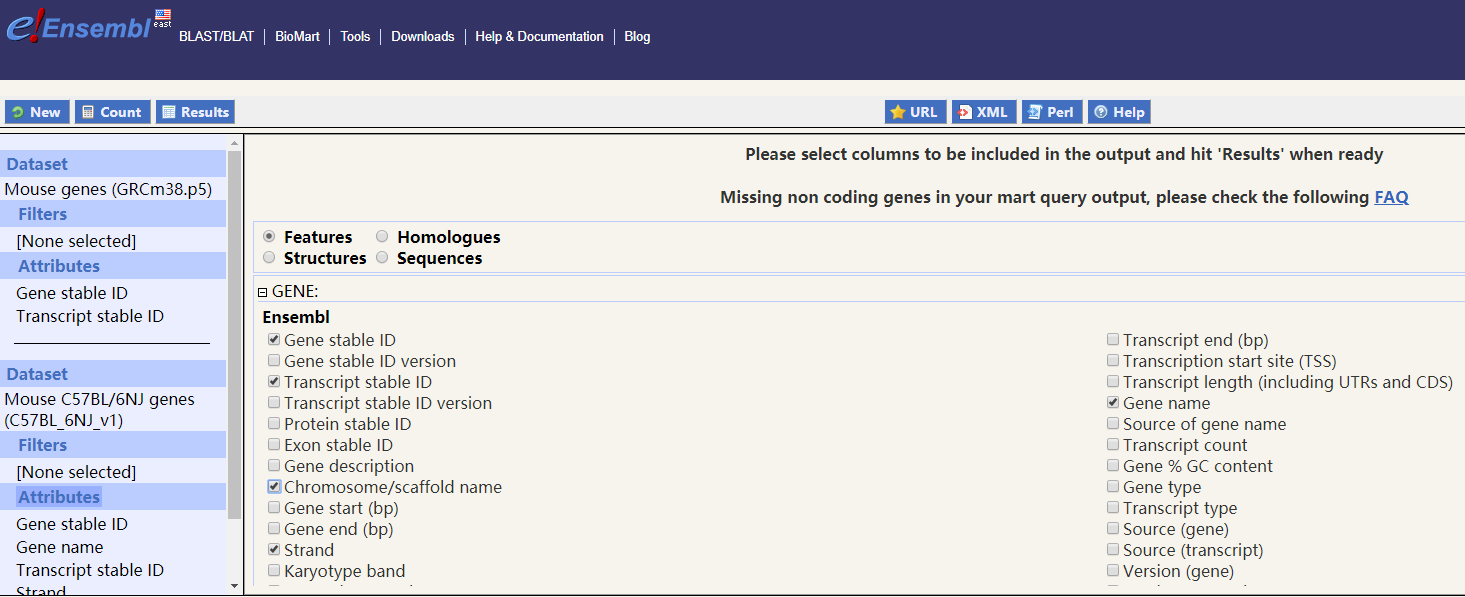 e!Ensembl east
BLAST/BLAT | BioMart | Tools | Downloads | Help & Documentation | Blog
New Count Results URL XML Perl Help
Dataset
Mouse genes (GRCm38.p5)
Filters
[None selected]
Attributes
Gene stable ID
Transcript stable ID
Dataset
Mouse C57BL/6NJ genes
(C57BL_6NJ_v1)
Filters
[None selected]
Attributes
Gene stable ID
Gene name
Transcript stable ID
Strand
Please select columns to be included in the output and hit 'Results' when ready
Missing non coding genes in your mart query output, please check the following FAQ
Features Homologues
Structures Sequences
GENE:
Ensembl
Gene stable ID
Gene stable ID version
Transcript stable ID
Transcript stable ID version
Protein stable ID
Exon stable ID
Gene description
Chromosome/scaffold name
Gene start (bp)
Gene end (bp)
Strand
Karyotype band
Transcript end (bp)
Transcription start site (TSS)
Transcript length (including UTRs and CDS)
Gene name
Source of gene name
Transcript count
Gene % GC content
Gene type
Transcript type
Source (gene)
Source (transcript)
Version (gene)